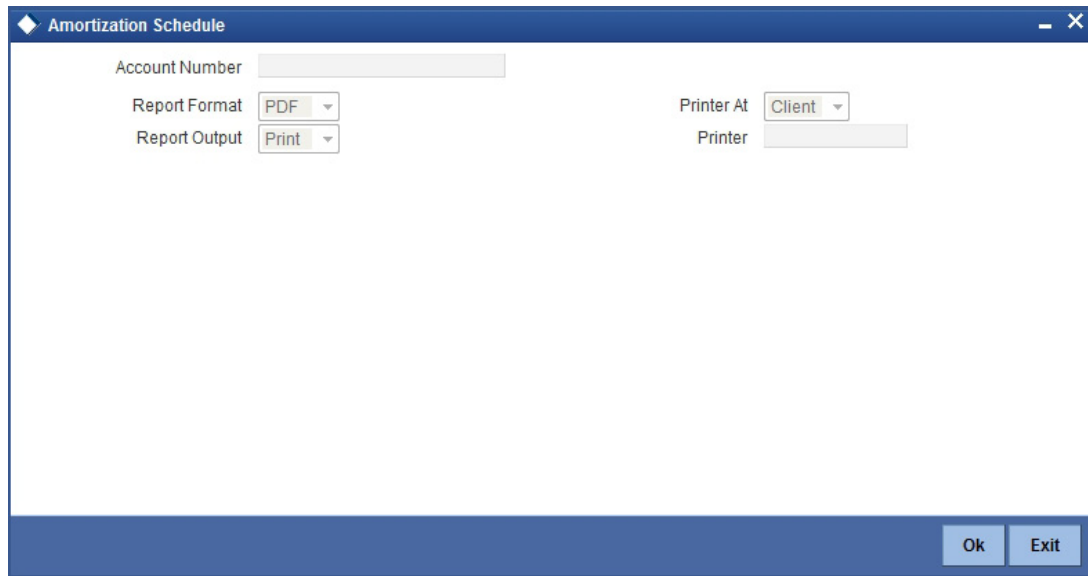 Amortization Schedule
Account Number
Report Format PDF Printer At Client
Report Output Print Printer
Ok Exit